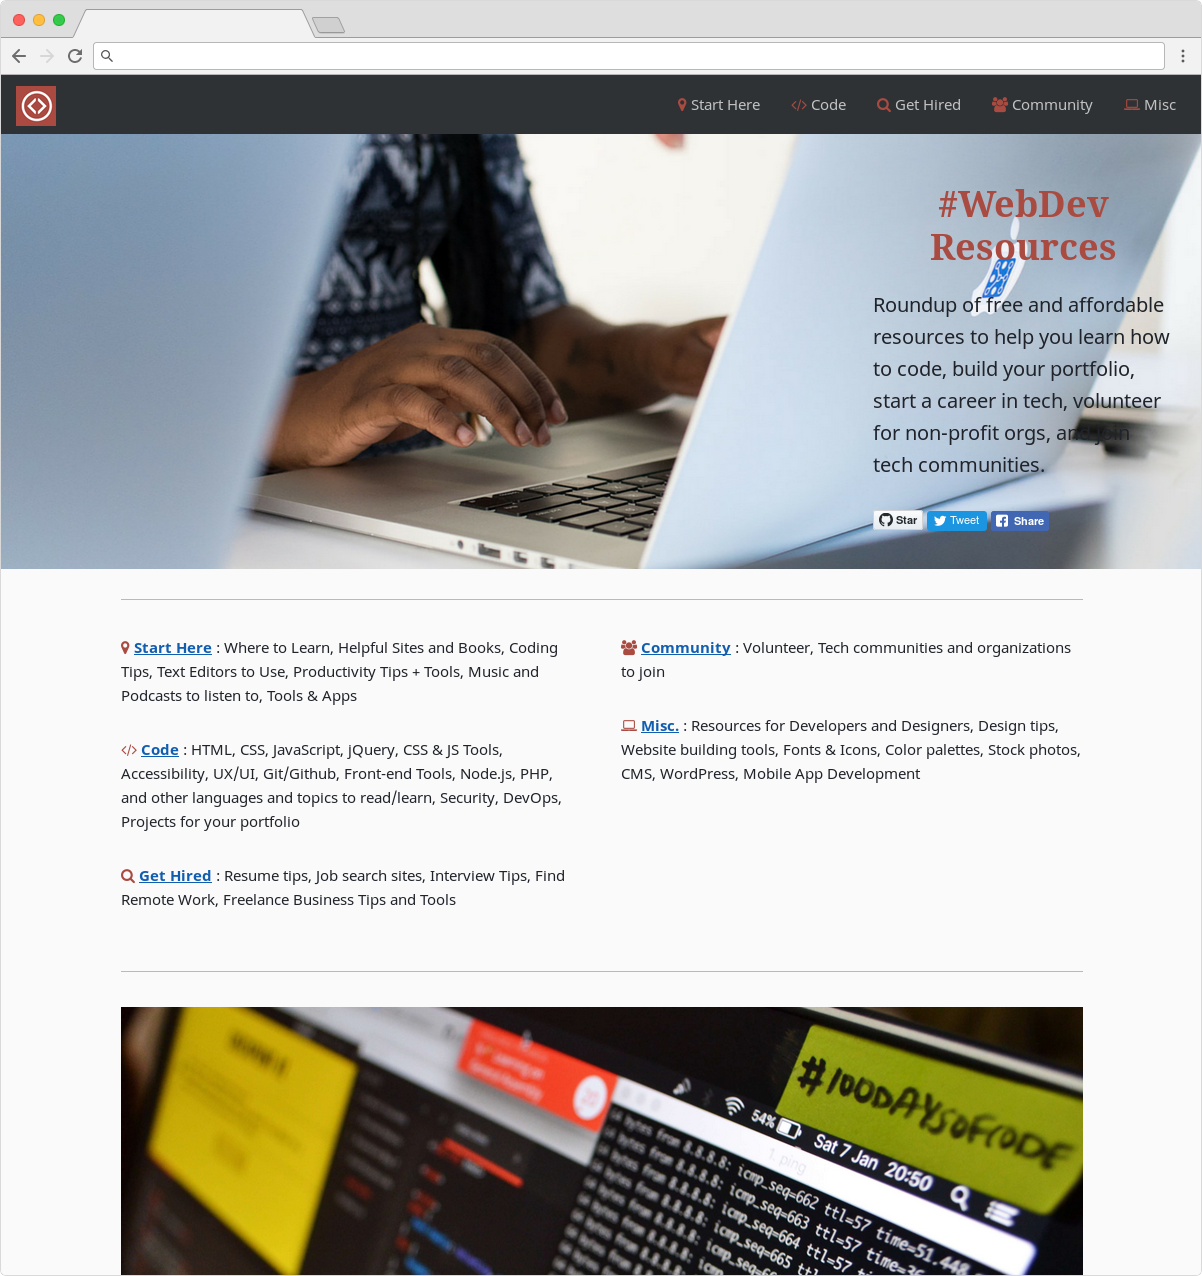 Start Here
Code
Get Hired
Community
Misc
#WebDev
Resources
Roundup of free and affordable
resources to help you learn how
to code, build your portfolio,
start a career in tech, volunteer
for non-profit orgs, and join
tech communities.
Star
Tweet
Share
Start Here : Where to Learn, Helpful Sites and Books, Coding
Tips, Text Editors to Use, Productivity Tips + Tools, Music and
Podcasts to listen to, Tools & Apps
Code : HTML, CSS, JavaScript, jQuery, CSS & JS Tools,
Accessibility, UX/UI, Git/Github, Front-end Tools, Node.js, PHP,
and other languages and topics to read/learn, Security, DevOps,
Projects for your portfolio
Get Hired : Resume tips, Job search sites, Interview Tips, Find
Remote Work, Freelance Business Tips and Tools
Community : Volunteer, Tech communities and organizations
to join
Misc. : Resources for Developers and Designers, Design tips,
Website building tools, Fonts & Icons, Color palettes, Stock photos,
CMS, WordPress, Mobile App Development
#100DAYSOFCODE
54% Sat 7 Jan 20:50
1. ping
64 bytes from 8.8.8.8: icmp_seq=662 ttl=57 time=51.448
64 bytes from 8.8.8.8: icmp_seq=663 ttl=57 time=36
64 bytes from 8.8.8.8: icmp_seq=664 ttl=57
bytes from 8.8.8.8: icmp_seq=665 ttl=57